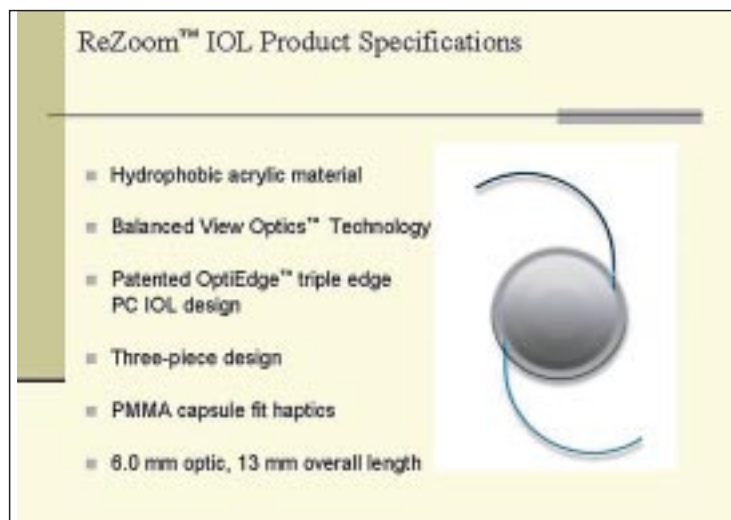 ReZoom™ IOL Product Specifications
Hydrophobic acrylic material
Balanced View Optics™ Technology
Patented OptiEdge™ triple edge
PC IOL design
Three-piece design
PMMA capsule fit haptics
6.0 mm optic, 13 mm overall length